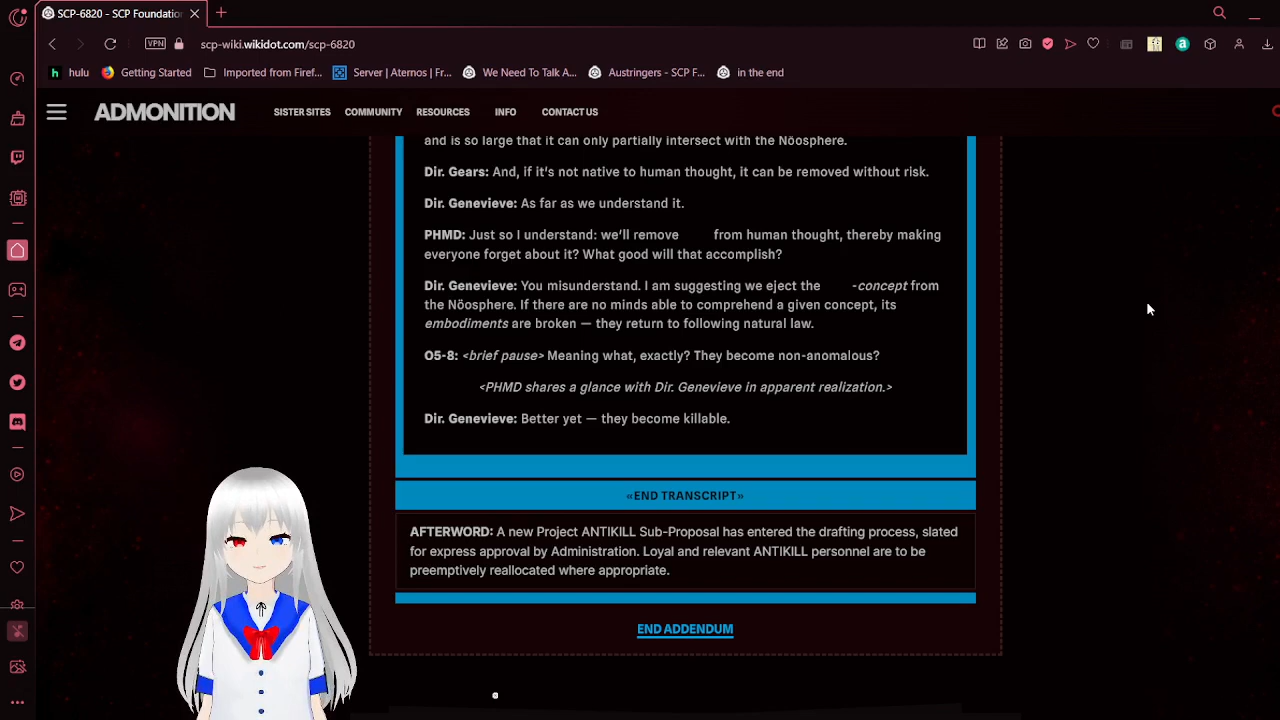 SCP-6820 - SCP Foundatio
scp-wiki.wikidot.com/scp-6820
VPN
hulu
Getting Started
Imported from Firef...
Server | Aternos | Fr...
We Need To Talk A...
Austringers - SCP F...
in the end
ADMONITION
SISTER SITES
COMMUNITY
RESOURCES
INFO
CONTACT US
and is so large that it can only partially intersect with the Nöosphere.
Dir. Gears: And, if it's not native to human thought, it can be removed without risk.
Dir. Genevieve: As far as we understand it.
PHMD: Just so I understand: we'll remove from human thought, thereby making
everyone forget about it? What good will that accomplish?
Dir. Genevieve: You misunderstand. I am suggesting we eject the -concept from
the Nöosphere. If there are no minds able to comprehend a given concept, its
embodiments are broken — they return to following natural law.
O5-8: <brief pause> Meaning what, exactly? They become non-anomalous?
<PHMD shares a glance with Dir. Genevieve in apparent realization.>
Dir. Genevieve: Better yet — they become killable.
«END TRANSCRIPT»
AFTERWORD: A new Project ANTIKILL Sub-Proposal has entered the drafting process, slated
for express approval by Administration. Loyal and relevant ANTIKILL personnel are to be
preemptively reallocated where appropriate.
END ADDENDUM